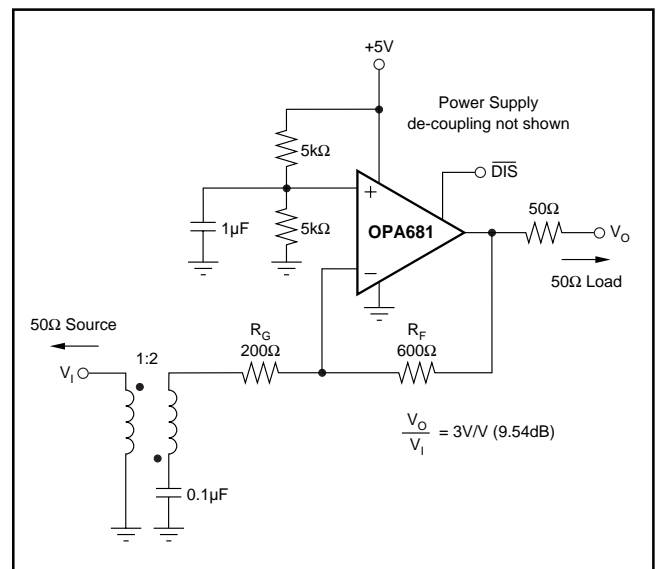 +5V
Power Supply
de-coupling not shown
5kΩ
DIS
+
50Ω
1µF
5kΩ
OPA681
VO
–
50Ω Load
50Ω Source
RG
200Ω
RF
600Ω
1:2
VI
VO
VI
= 3V/V (9.54dB)
0.1µF